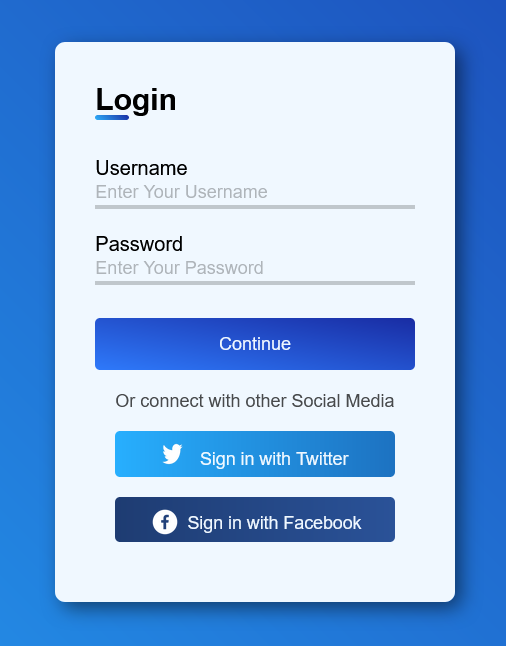 Login
Username
Enter Your Username
Password
Enter Your Password
Continue
Or connect with other Social Media
Sign in with Twitter
Sign in with Facebook